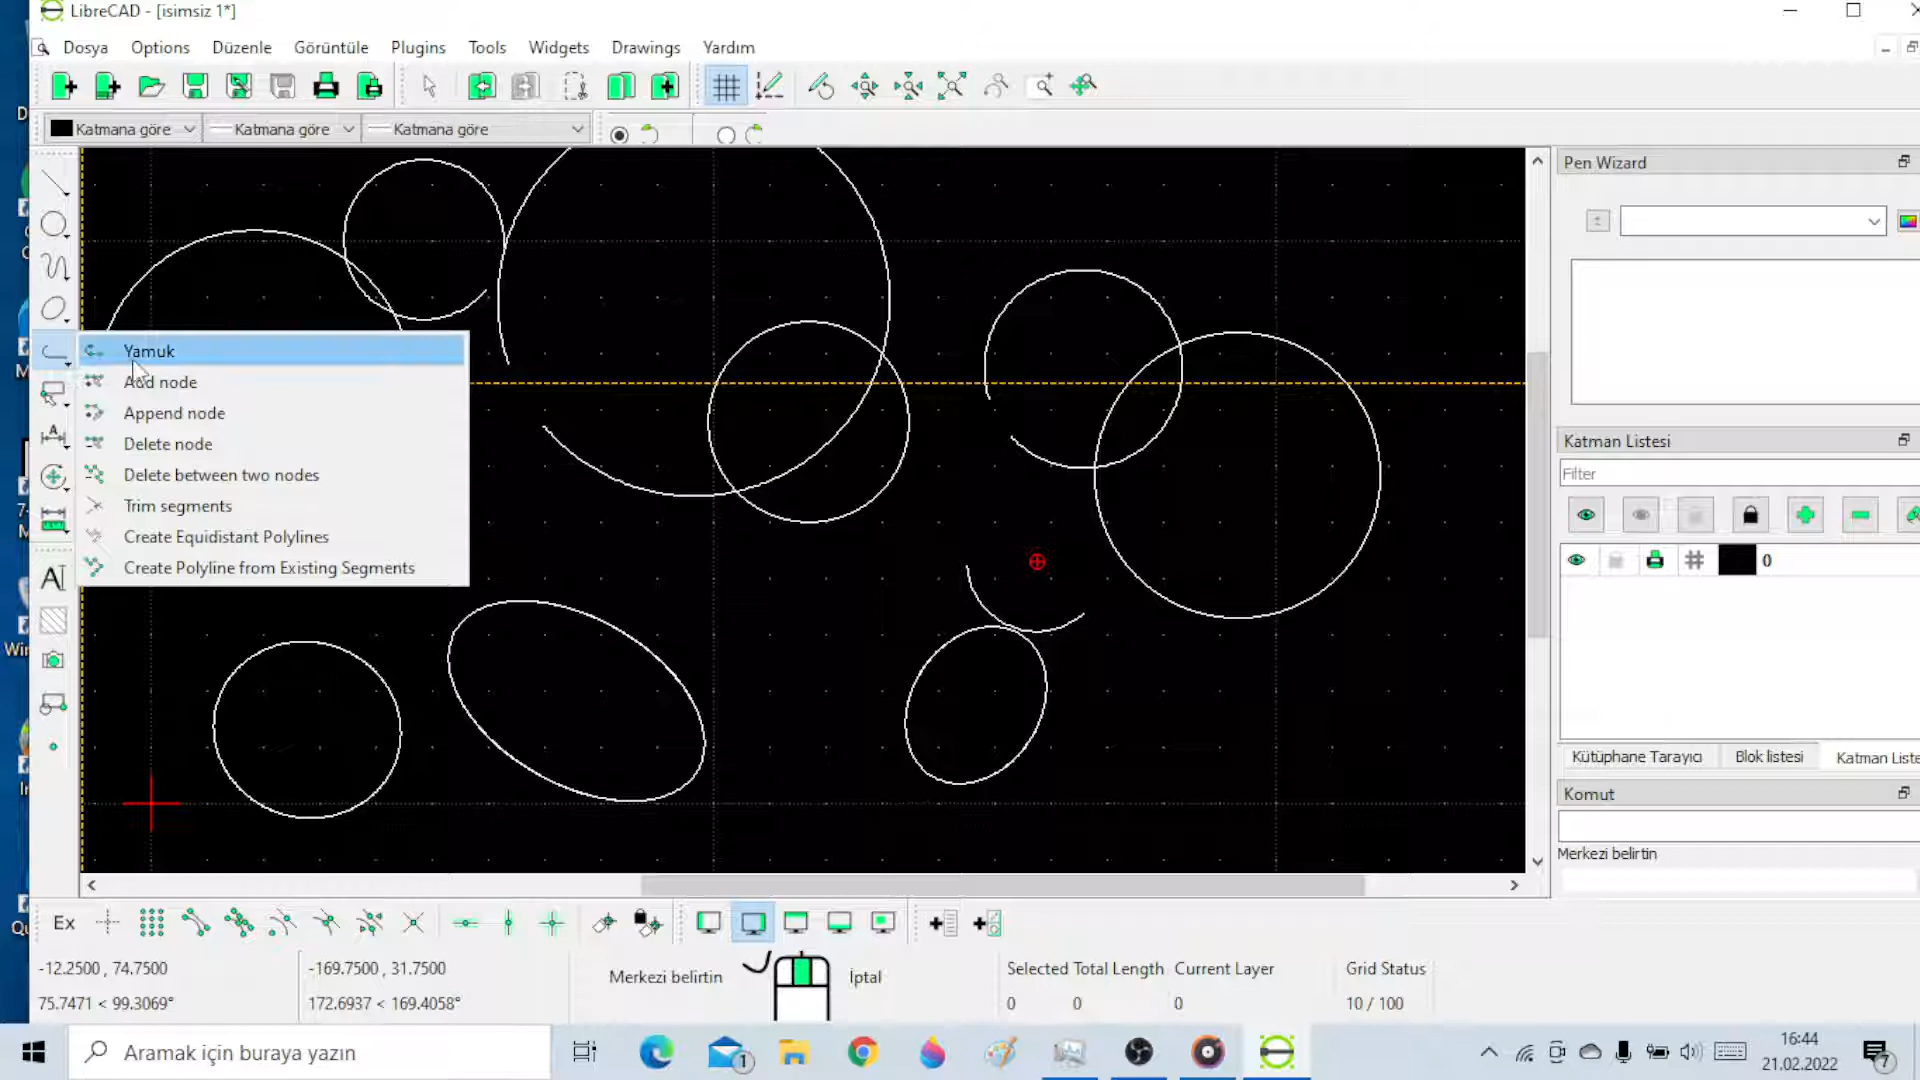 LibreCAD - [isimsiz 1*]
Dosya Options Düzenle Görüntüle Plugins Tools Widgets Drawings Yardım
Katmana göre Katmana göre Katmana göre
Pen Wizard
Yamuk
Add node
Append node
Delete node
Delete between two nodes
Trim segments
Create Equidistant Polylines
Create Polyline from Existing Segments
Katman Listesi
Filter
0
Kütüphane Tarayıcı Blok listesi Katman Liste
Komut
Merkezi belirtin
Ex
-12.2500 , 74.7500
75.7471 < 99.3069°
-169.7500 , 31.7500
172.6937 < 169.4058°
Merkezi belirtin İptal
Selected Total Length Current Layer Grid Status
0 0 0 10 / 100
Aramak için buraya yazın
1
16:44
21.02.2022
7